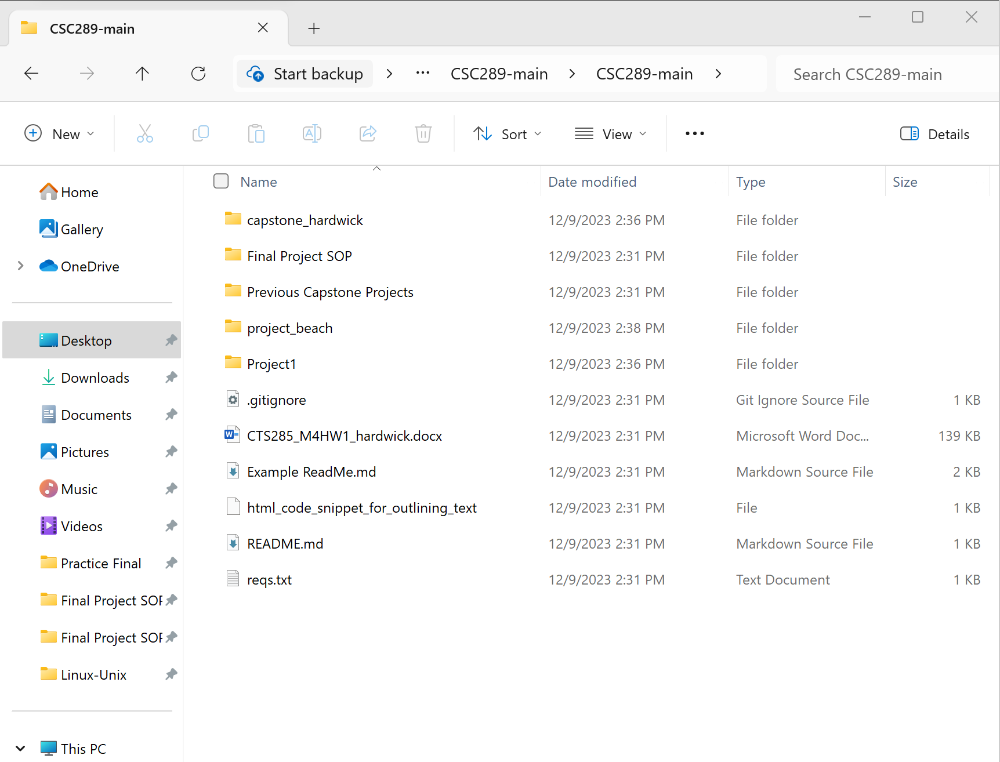 CSC289-main
Start backup > ... CSC289-main > CSC289-main >
Search CSC289-main
New
Sort
View
Details
Name Date modified Type Size
Home
Gallery
OneDrive
Desktop
Downloads
Documents
Pictures
Music
Videos
Practice Final
Final Project SOP
Final Project SOP
Linux-Unix
This PC
capstone_hardwick 12/9/2023 2:36 PM File folder
Final Project SOP 12/9/2023 2:31 PM File folder
Previous Capstone Projects 12/9/2023 2:31 PM File folder
project_beach 12/9/2023 2:38 PM File folder
Project1 12/9/2023 2:36 PM File folder
.gitignore 12/9/2023 2:31 PM Git Ignore Source File 1 KB
CTS285_M4HW1_hardwick.docx 12/9/2023 2:31 PM Microsoft Word Doc... 139 KB
Example ReadMe.md 12/9/2023 2:31 PM Markdown Source File 2 KB
html_code_snippet_for_outlining_text 12/9/2023 2:31 PM File 1 KB
README.md 12/9/2023 2:31 PM Markdown Source File 1 KB
reqs.txt 12/9/2023 2:31 PM Text Document 1 KB